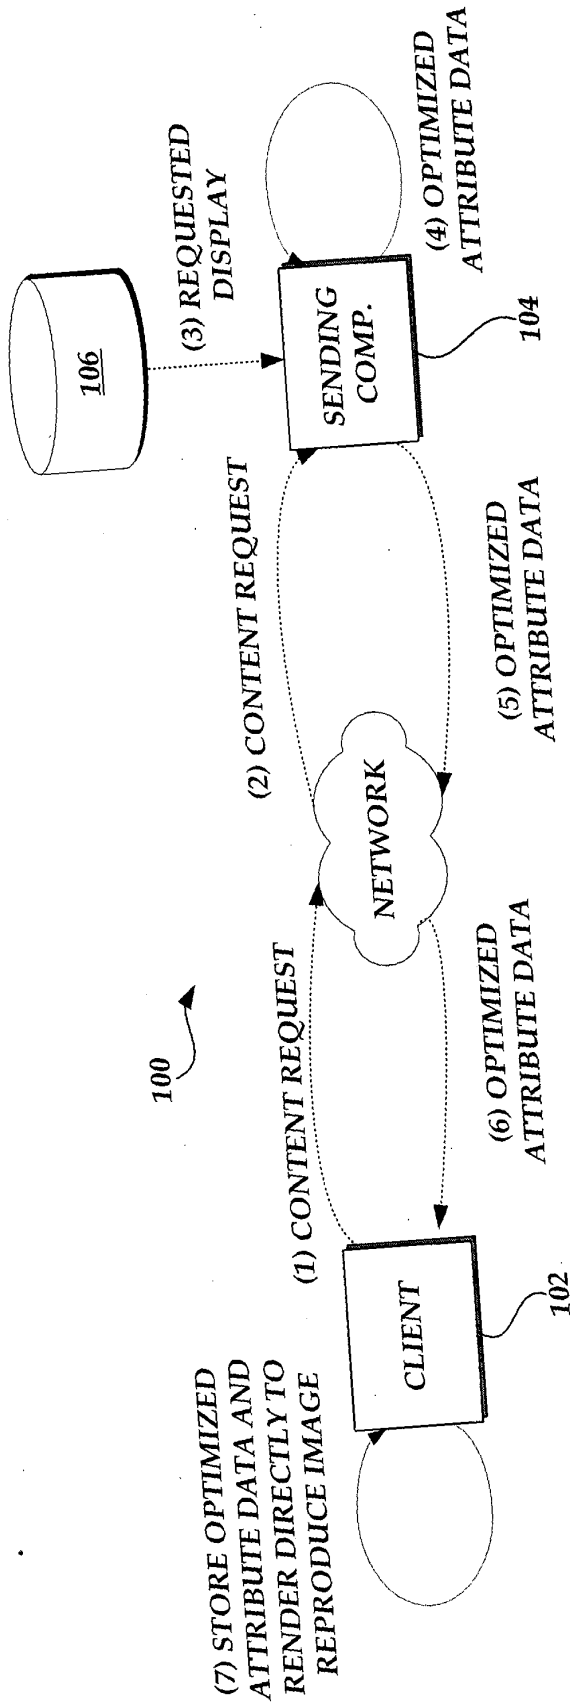 (7) STORE OPTIMIZED
ATTRIBUTE DATA AND
RENDER DIRECTLY TO
REPRODUCE IMAGE
CLIENT
102
(1) CONTENT REQUEST
100
(6) OPTIMIZED
ATTRIBUTE DATA
NETWORK
(2) CONTENT REQUEST
(5) OPTIMIZED
ATTRIBUTE DATA
106
(3) REQUESTED
DISPLAY
SENDING
COMP.
104
(4) OPTIMIZED
ATTRIBUTE DATA